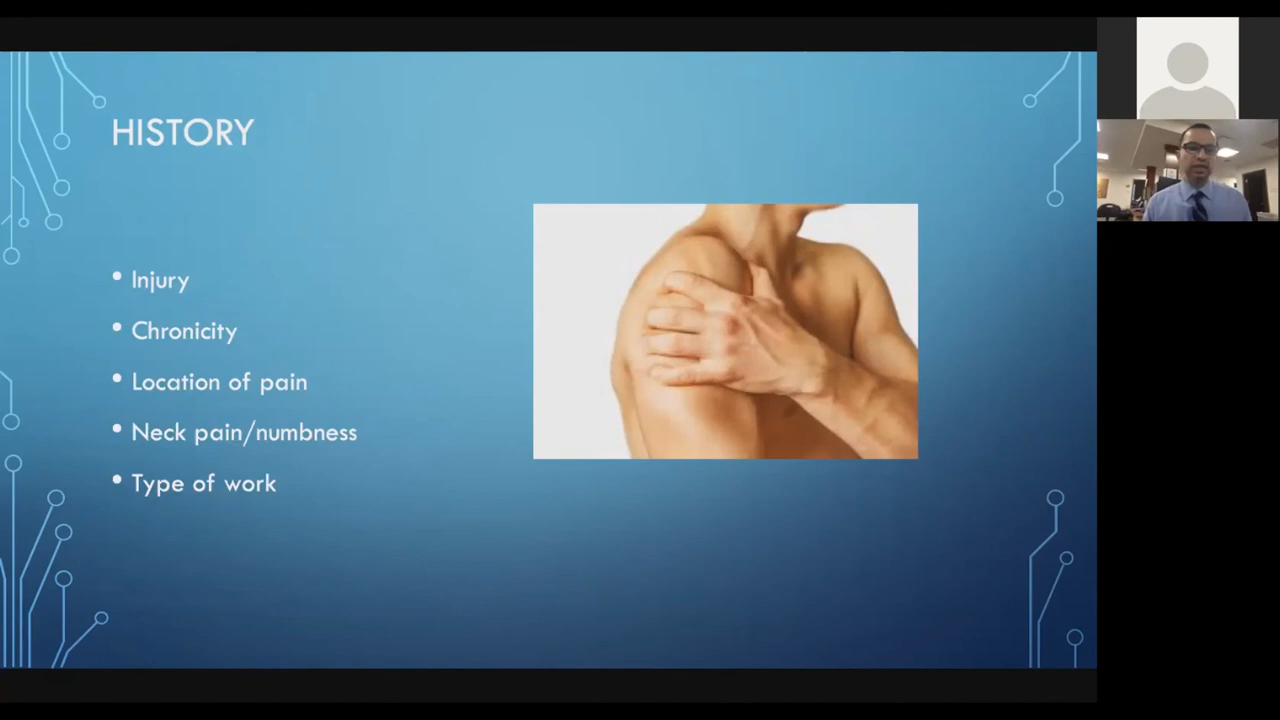 HISTORY
• Injury
• Chronicity
• Location of pain
• Neck pain/numbness
• Type of work